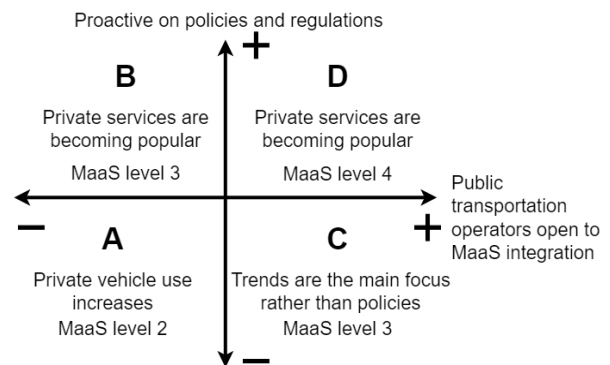 Proactive on policies and regulations
+
B
Private services are
becoming popular
MaaS level 3
D
Private services are
becoming popular
MaaS level 4
Public
transportation
operators open to
MaaS integration
−
+
A
Private vehicle use
increases
MaaS level 2
C
Trends are the main focus
rather than policies
MaaS level 3
−